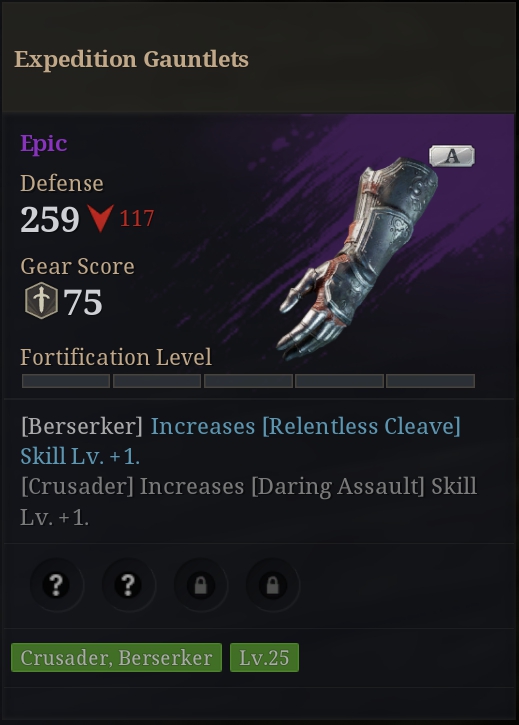 Expedition Gauntlets
Epic
A
Defense
259 117
Gear Score
75
Fortification Level
[Berserker] Increases [Relentless Cleave]
Skill Lv. +1.
[Crusader] Increases [Daring Assault] Skill
Lv. +1.
? ?
Crusader, Berserker Lv.25